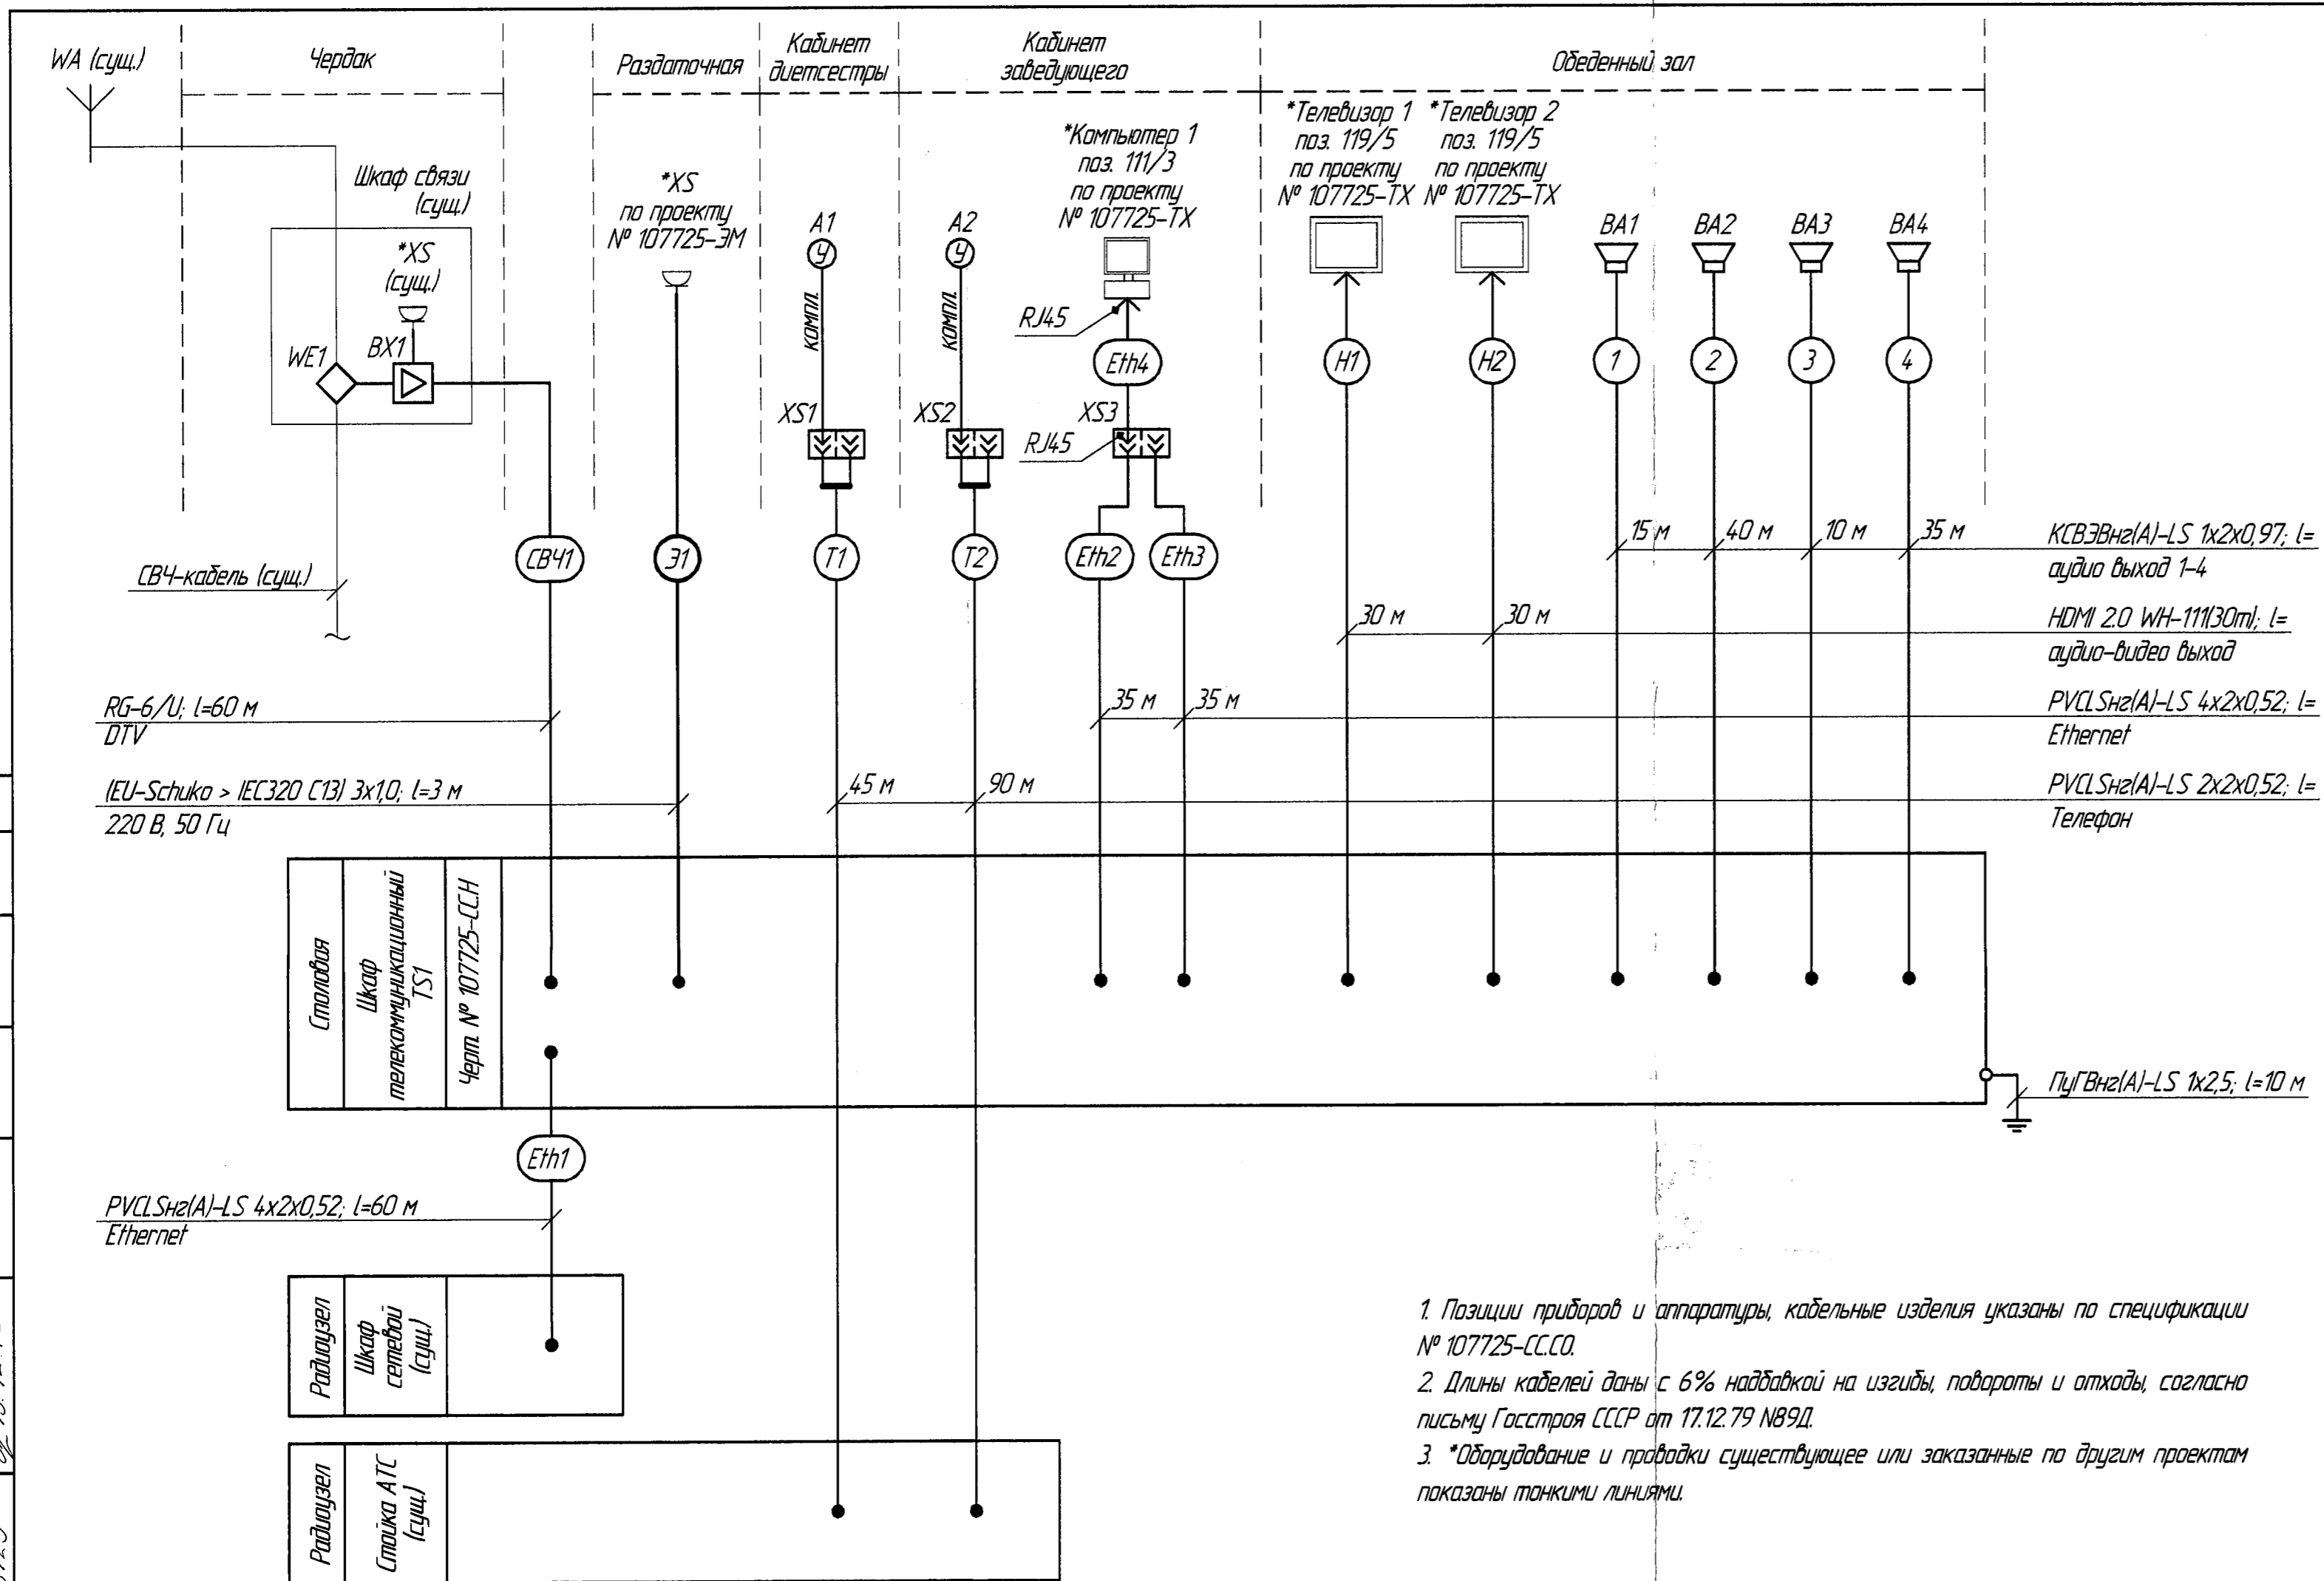 WA (сущ.)
Чердак
Раздаточная
Кабинет
диетсестры
Кабинет
заведующего
Обеденный зал
Шкаф связи
(сущ.)
*XS
(сущ.)
WE1
BX1
*XS
по проекту
№ 107725-ЭМ
A1
У
компл.
XS1
A2
У
компл.
XS2
*Компьютер 1
поз. 111/3
по проекту
№ 107725-ТХ
RJ45
Eth4
XS3
RJ45
*Телевизор 1
поз. 119/5
по проекту
№ 107725-ТХ
*Телевизор 2
поз. 119/5
по проекту
№ 107725-ТХ
BA1
BA2
BA3
BA4
H1
H2
1
2
3
4
СВЧ1
Э1
T1
T2
Eth2
Eth3
СВЧ-кабель (сущ.)
15 м
40 м
10 м
35 м
КСВЭВнг(А)-LS 1x2x0,97; l=
аудио выход 1-4
30 м
30 м
HDMI 2.0 WH-111(30m); l=
аудио-видео выход
RG-6/U; l=60 м
DTV
35 м
35 м
PVCLSнг(А)-LS 4x2x0,52; l=
Ethernet
(EU-Schuko > IEC320 C13) 3x1,0; l=3 м
220 В, 50 Гц
45 м
90 м
PVCLSнг(А)-LS 2x2x0,52; l=
Телефон
Столовая
Шкаф
телекоммуникационный
TS1
Черт. № 107725-СС.Н
ПуГВнг(А)-LS 1x2,5; l=10 м
Eth1
PVCLSнг(А)-LS 4x2x0,52; l=60 м
Ethernet
Радиоузел
Шкаф
сетевой
(сущ.)
Радиоузел
Стойка АТС
(сущ.)
1. Позиции приборов и аппаратуры, кабельные изделия указаны по спецификации
№ 107725-СС.СО.
2. Длины кабелей даны с 6% надбавкой на изгибы, повороты и отходы, согласно
письму Госстроя СССР от 17.12.79 N89Д.
3. *Оборудование и проводки существующее или заказанные по другим проектам
показаны тонкими линиями.